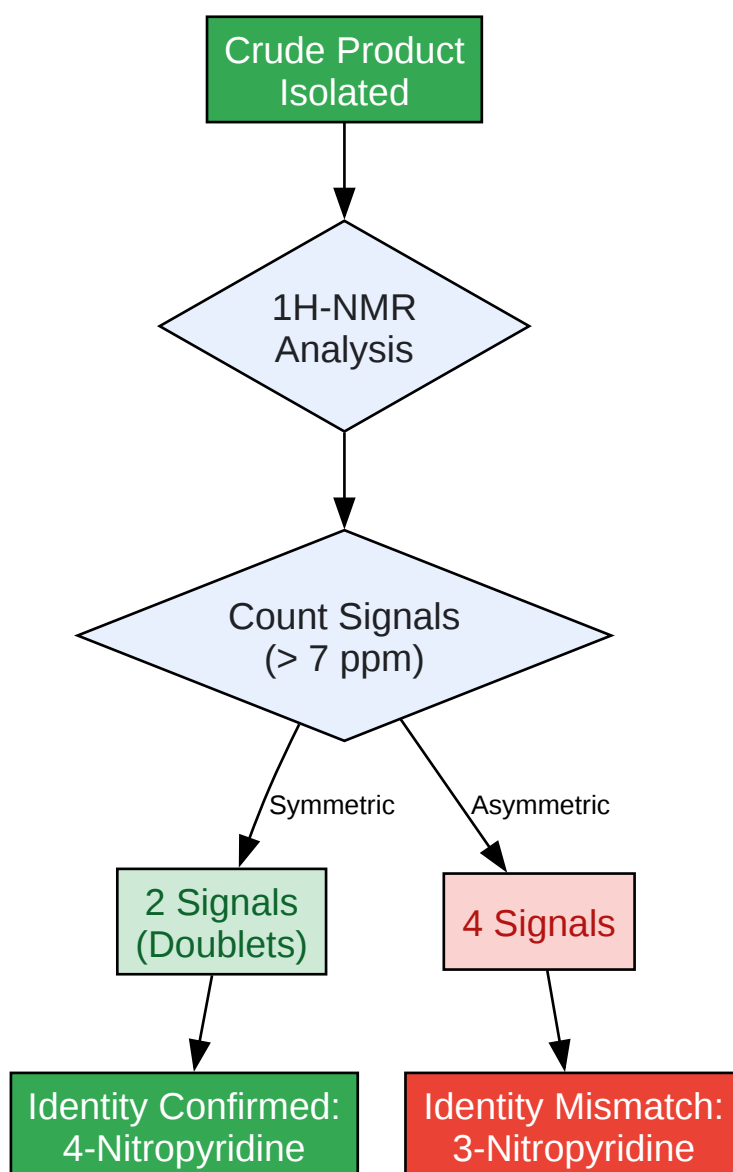 Crude Product
Isolated
1H-NMR
Analysis
Count Signals
(> 7 ppm)
Symmetric
Asymmetric
2 Signals
(Doublets)
4 Signals
Identity Confirmed:
4-Nitropyridine
Identity Mismatch:
3-Nitropyridine